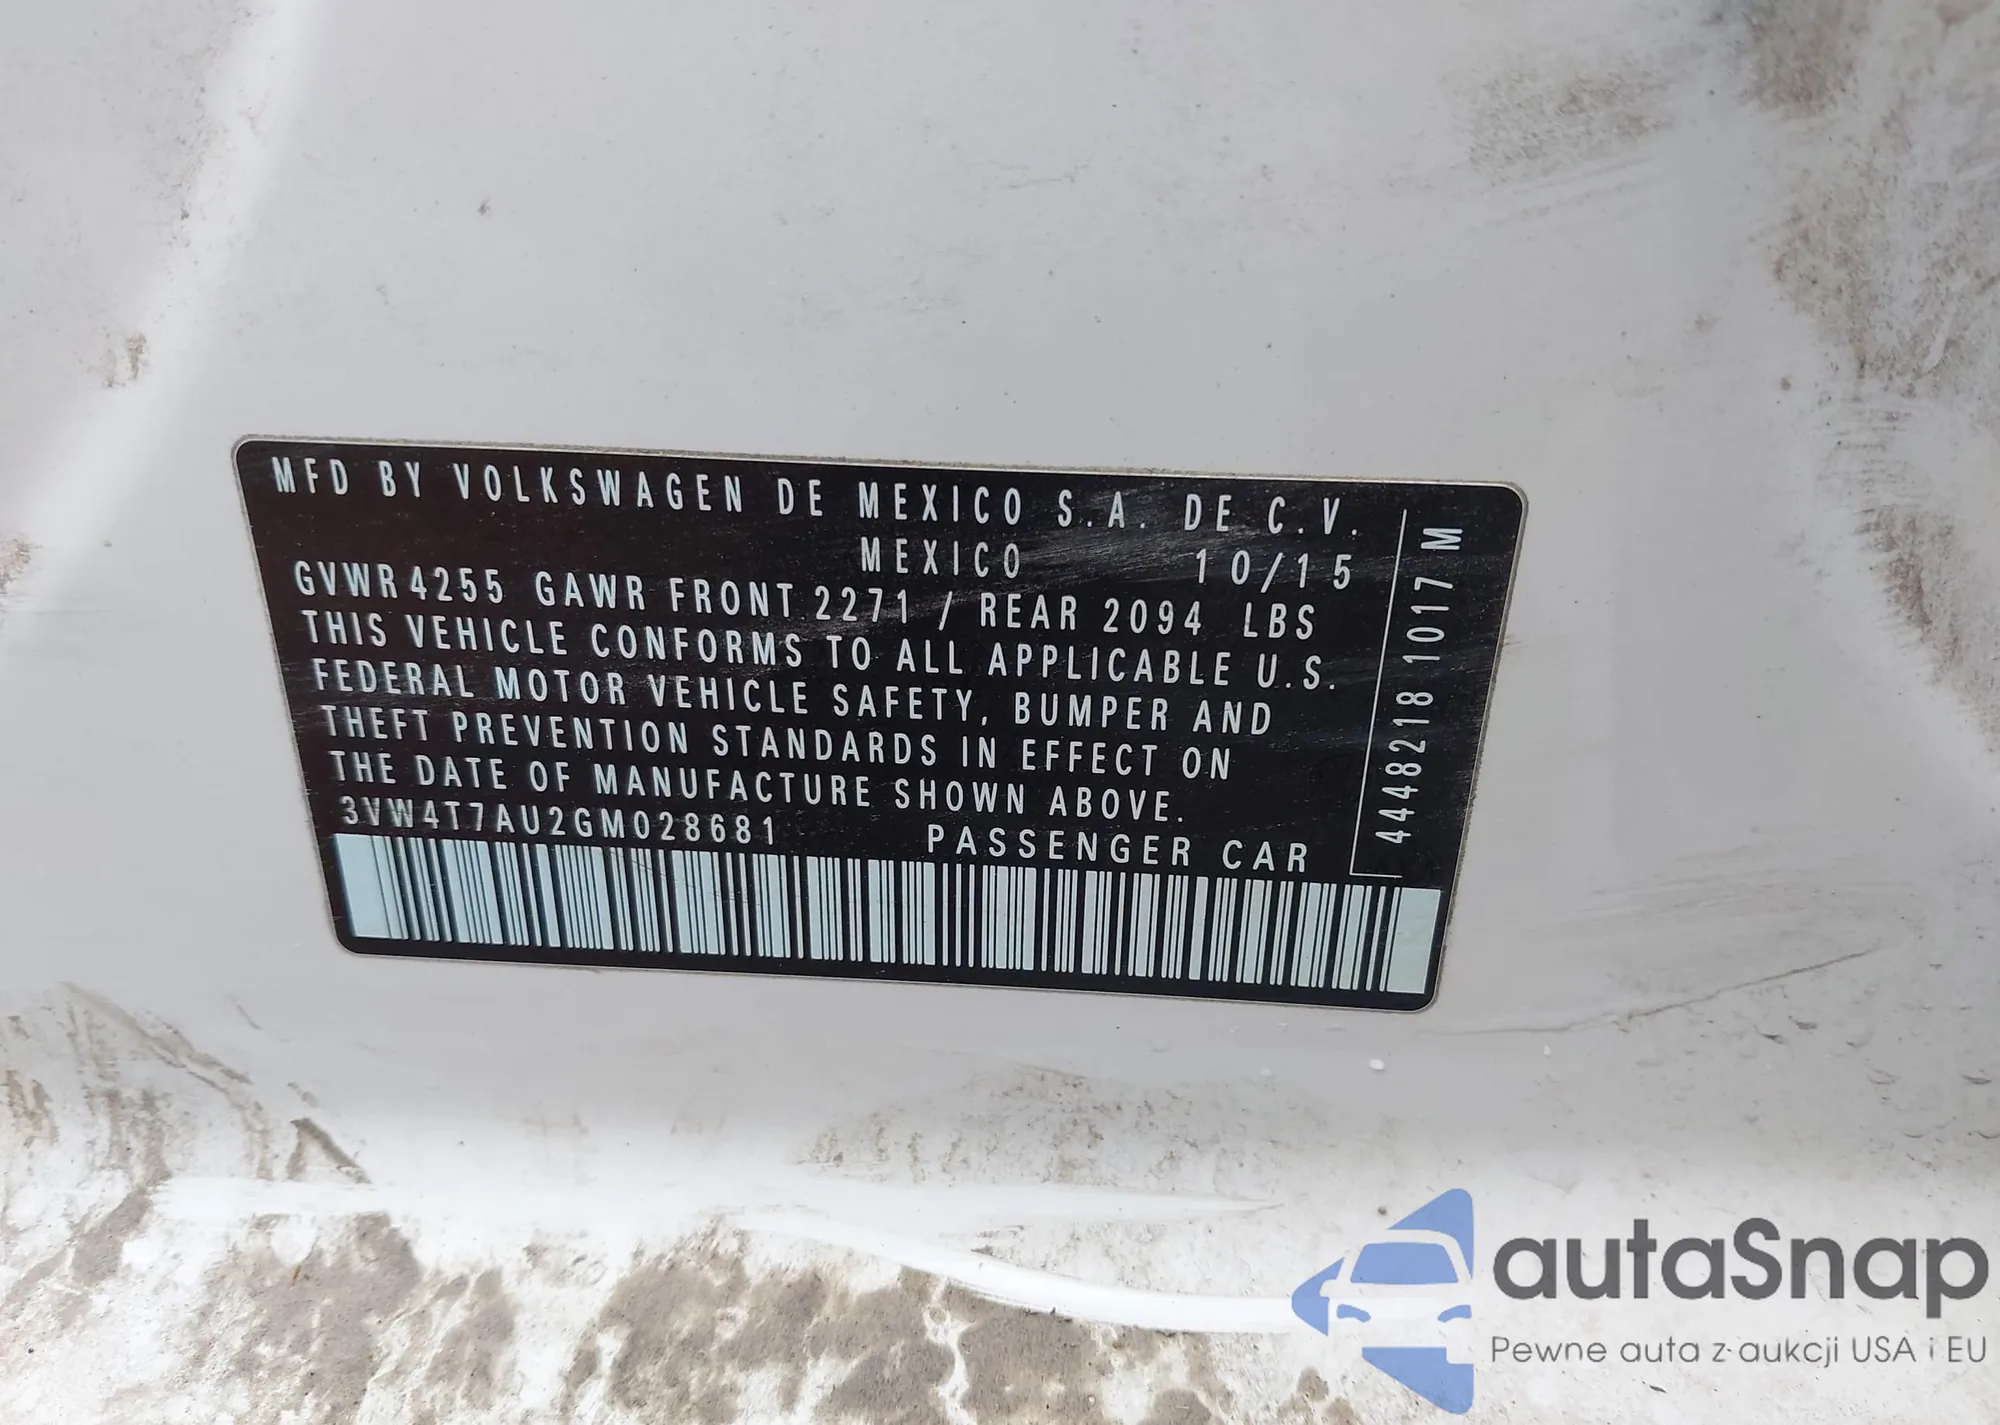 MFD BY VOLKSWAGEN DE MEXICO S.A. DE C.V.
MEXICO 10/15
GVWR 4255 GAWR FRONT 2271 / REAR 2094 LBS
THIS VEHICLE CONFORMS TO ALL APPLICABLE U.S.
FEDERAL MOTOR VEHICLE SAFETY, BUMPER AND
THEFT PREVENTION STANDARDS IN EFFECT ON
THE DATE OF MANUFACTURE SHOWN ABOVE.
3VW4T7AU2GM028681 PASSENGER CAR
4448218 1017 M
autaSnap
Pewne auta z aukcji USA i EU